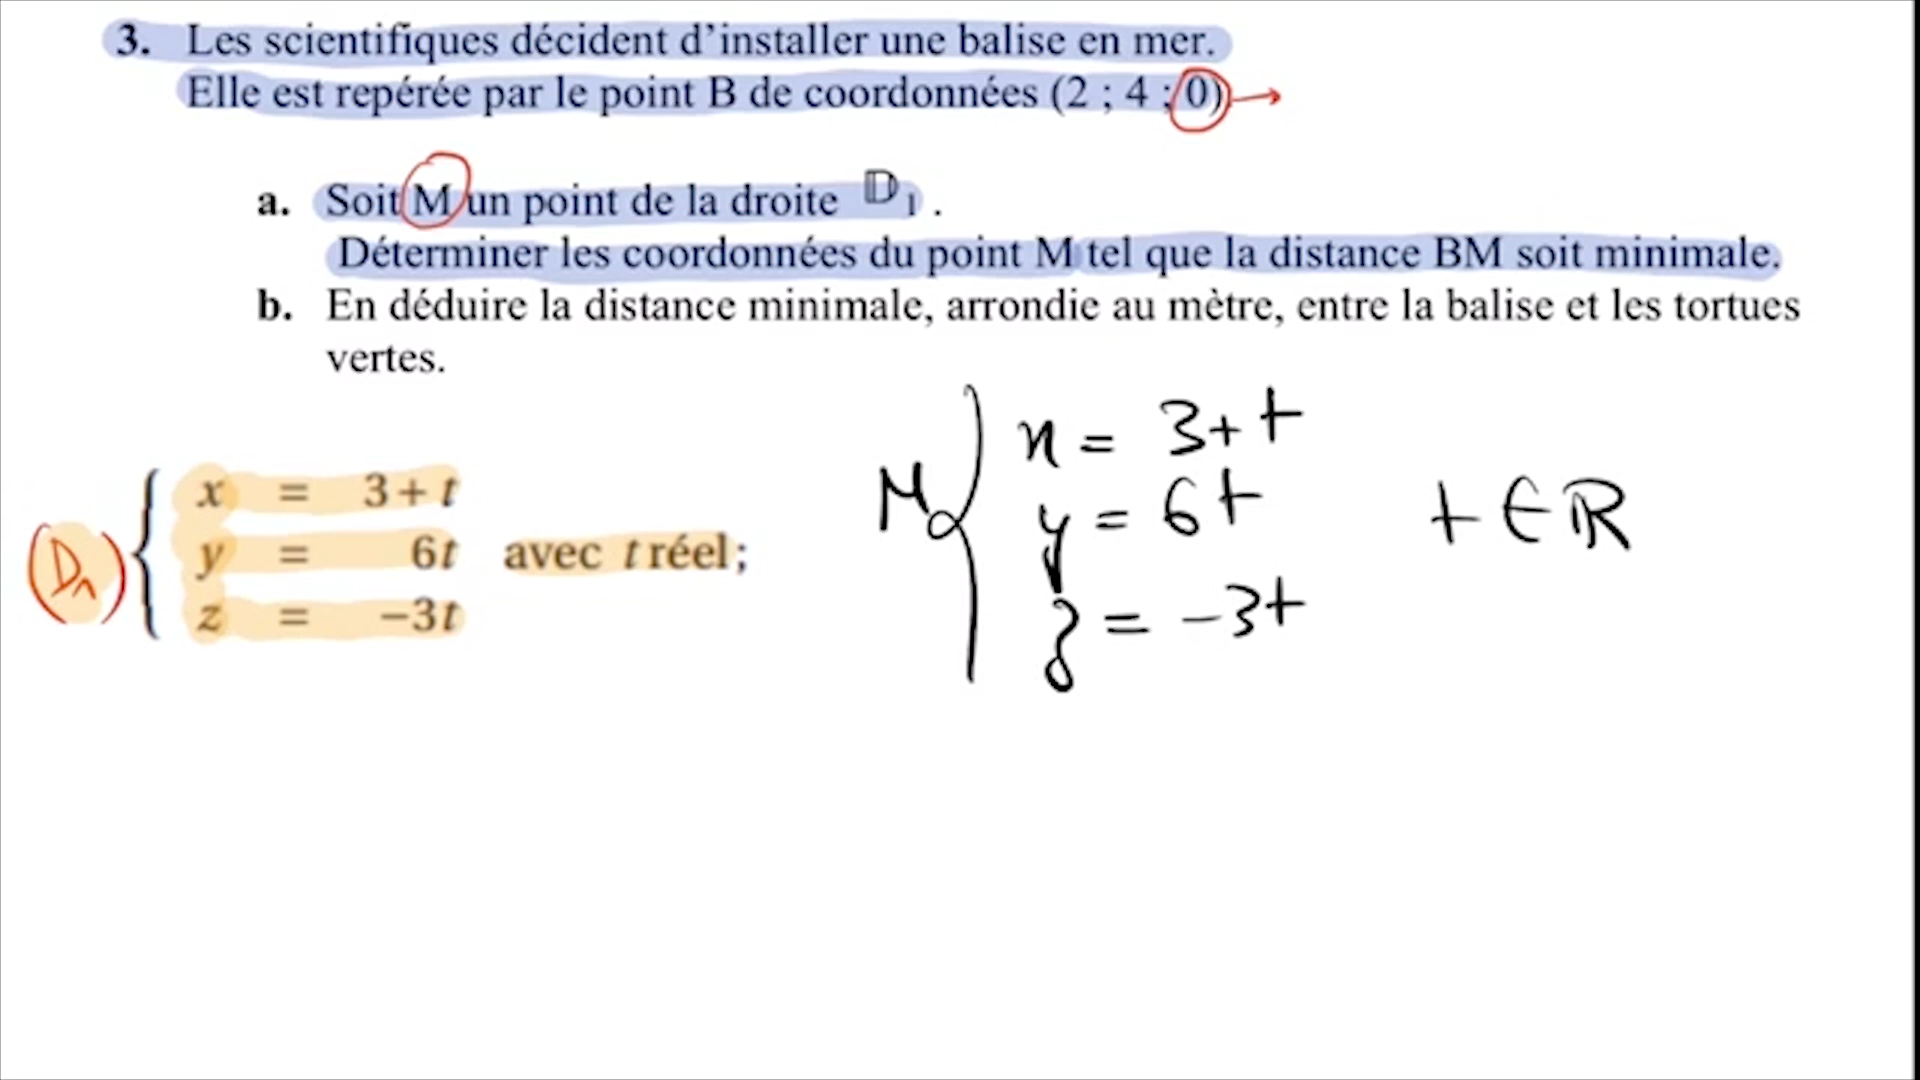 3. Les scientifiques décident d'installer une balise en mer.
Elle est repérée par le point B de coordonnées (2 ; 4 ; 0)
a. Soit M un point de la droite D₁ .
Déterminer les coordonnées du point M tel que la distance BM soit minimale.
b. En déduire la distance minimale, arrondie au mètre, entre la balise et les tortues
vertes.
(D₁) { x = 3+t
y = 6t avec t réel;
z = −3t
M { x = 3+t
y = 6t t ∈ ℝ
z = -3t